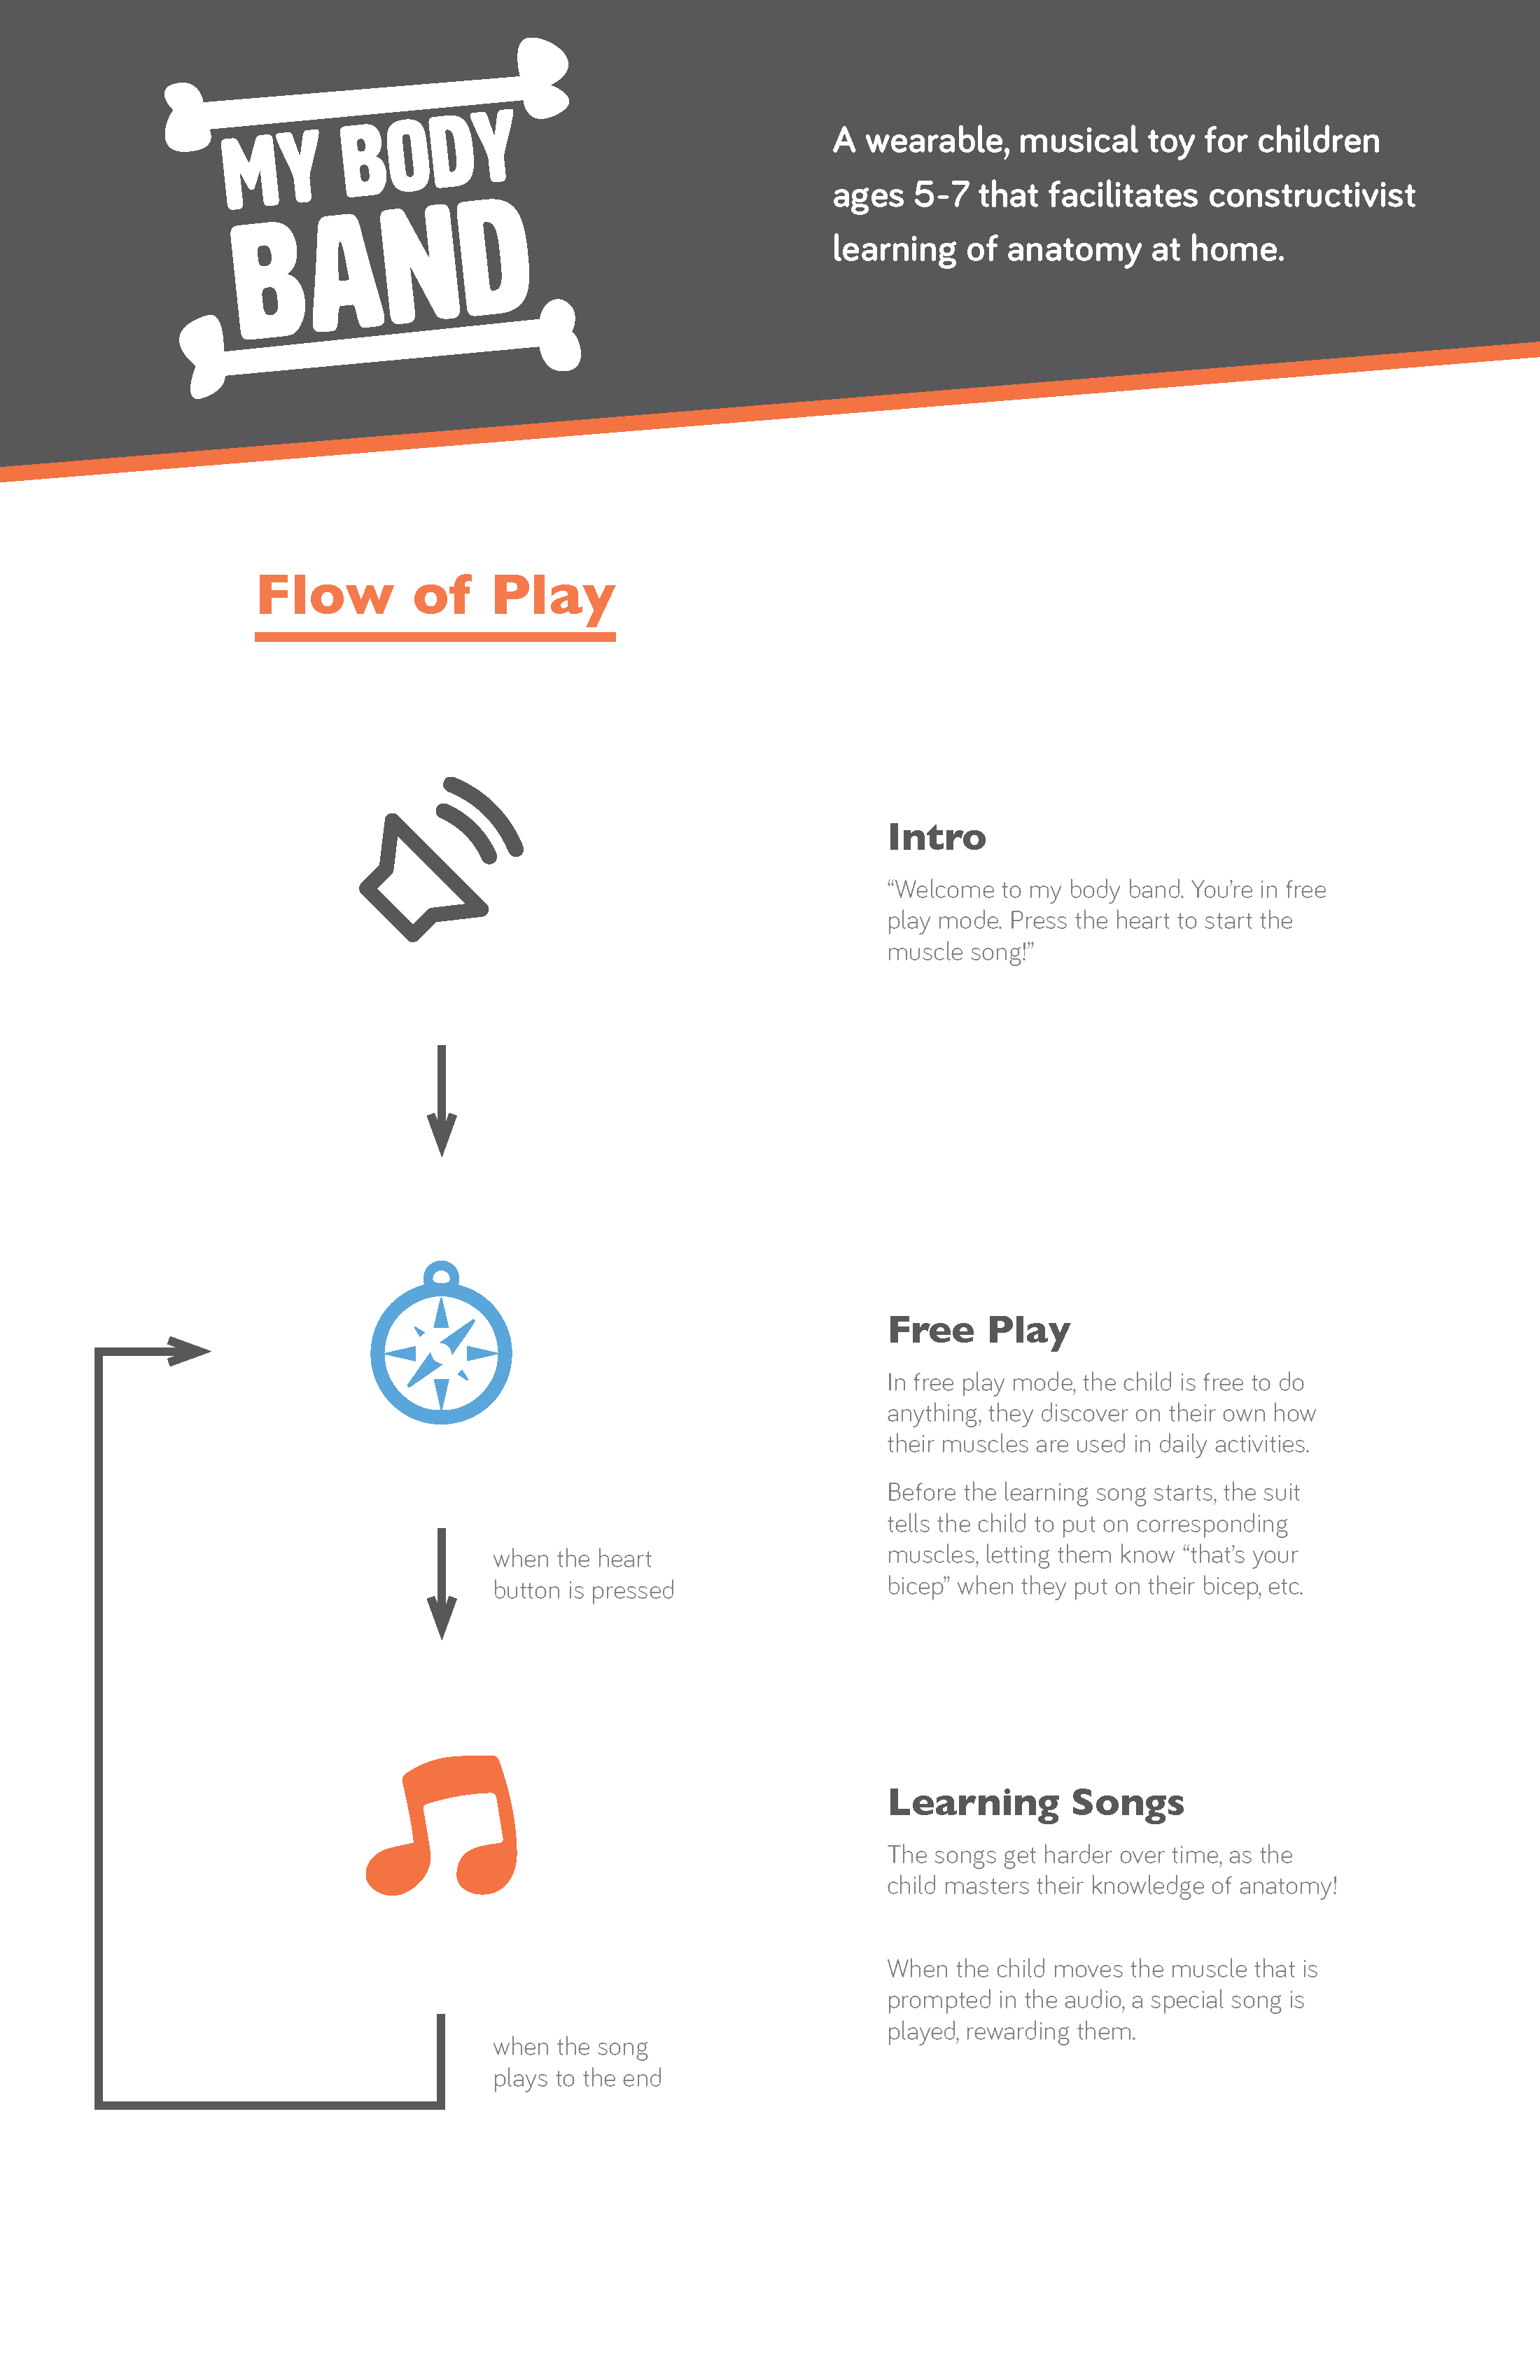 MY BODY
BAND
A wearable, musical toy for children
ages 5-7 that facilitates constructivist
learning of anatomy at home.
Flow of Play
Intro
“Welcome to my body band. You’re in free
play mode. Press the heart to start the
muscle song!”
Free Play
In free play mode, the child is free to do
anything, they discover on their own how
their muscles are used in daily activities.
Before the learning song starts, the suit
tells the child to put on corresponding
muscles, letting them know “that’s your
bicep” when they put on their bicep, etc.
when the heart
button is pressed
Learning Songs
The songs get harder over time, as the
child masters their knowledge of anatomy!
When the child moves the muscle that is
prompted in the audio, a special song is
played, rewarding them.
when the song
plays to the end